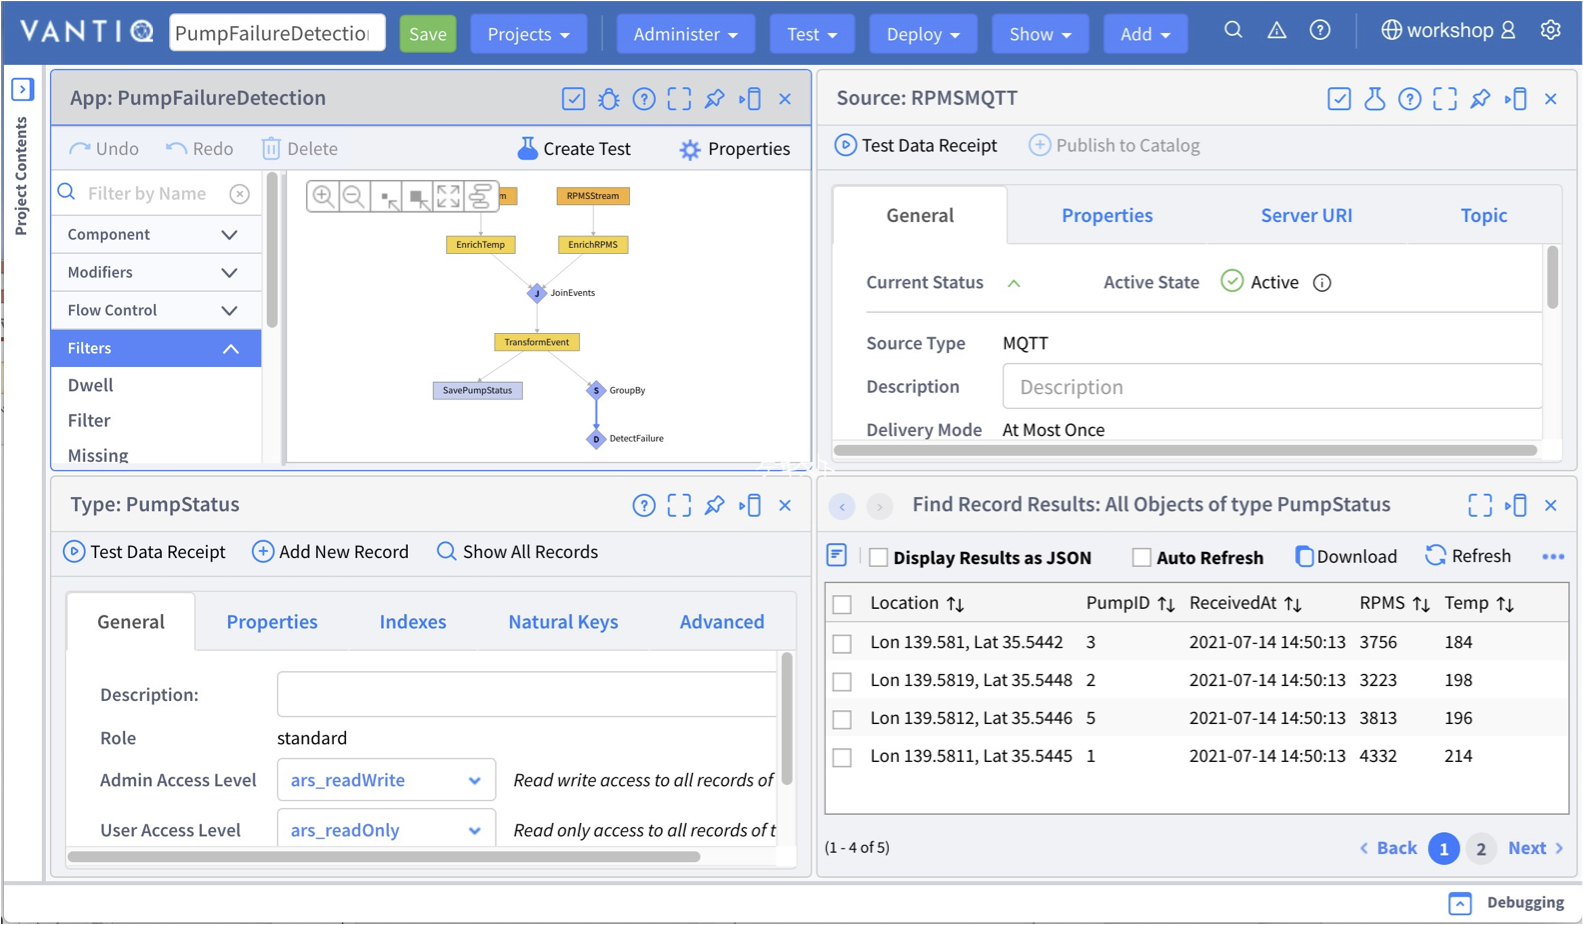 VANTIQ PumpFailureDetectio Save Projects Administer Test Deploy Show Add workshop
Project Contents
App: PumpFailureDetection
Undo Redo Delete Create Test Properties
Filter by Name
Component
Modifiers
Flow Control
Filters
Dwell
Filter
Missing
m RPMSStream
EnrichTemp EnrichRPMS
J JoinEvents
TransformEvent
SavePumpStatus S GroupBy
D DetectFailure
Source: RPMSMQTT
Test Data Receipt Publish to Catalog
General Properties Server URI Topic
Current Status Active State Active
Source Type MQTT
Description Description
Delivery Mode At Most Once
Type: PumpStatus
Test Data Receipt Add New Record Show All Records
General Properties Indexes Natural Keys Advanced
Description:
Role standard
Admin Access Level ars_readWrite Read write access to all records of
User Access Level ars_readOnly Read only access to all records of t
Find Record Results: All Objects of type PumpStatus
Display Results as JSON Auto Refresh Download Refresh
Location PumpID ReceivedAt RPMS Temp
Lon 139.581, Lat 35.5442 3 2021-07-14 14:50:13 3756 184
Lon 139.5819, Lat 35.5448 2 2021-07-14 14:50:13 3223 198
Lon 139.5812, Lat 35.5446 5 2021-07-14 14:50:13 3813 196
Lon 139.5811, Lat 35.5445 1 2021-07-14 14:50:13 4332 214
(1 - 4 of 5) Back 1 2 Next
Debugging